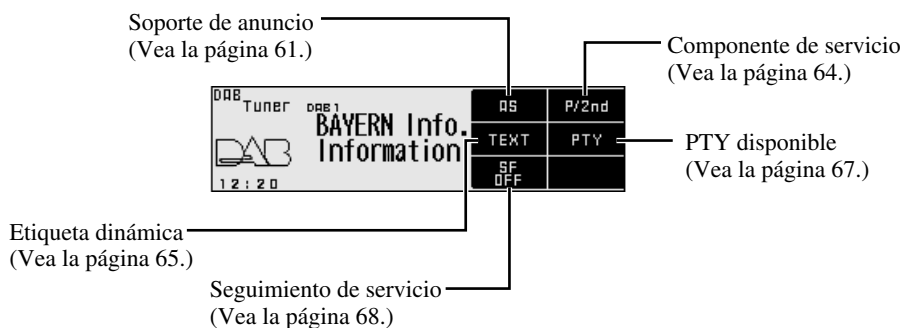 Soporte de anuncio
(Vea la página 61.)
Componente de servicio
(Vea la página 64.)
DAB Tuner DAB1
BAYERN Info.
Information
DAB
12:20
AS P/2nd
TEXT PTY
SF
OFF
PTY disponible
(Vea la página 67.)
Etiqueta dinámica
(Vea la página 65.)
Seguimiento de servicio
(Vea la página 68.)